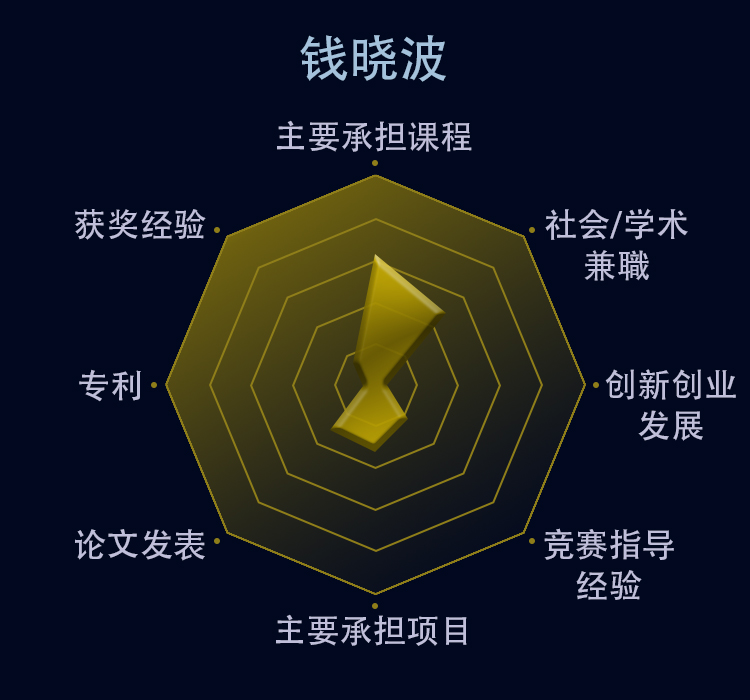 钱晓波
主要承担课程
获奖经验
社会/学术
兼職
专利
创新创业
发展
论文发表
竞赛指导
经验
主要承担项目